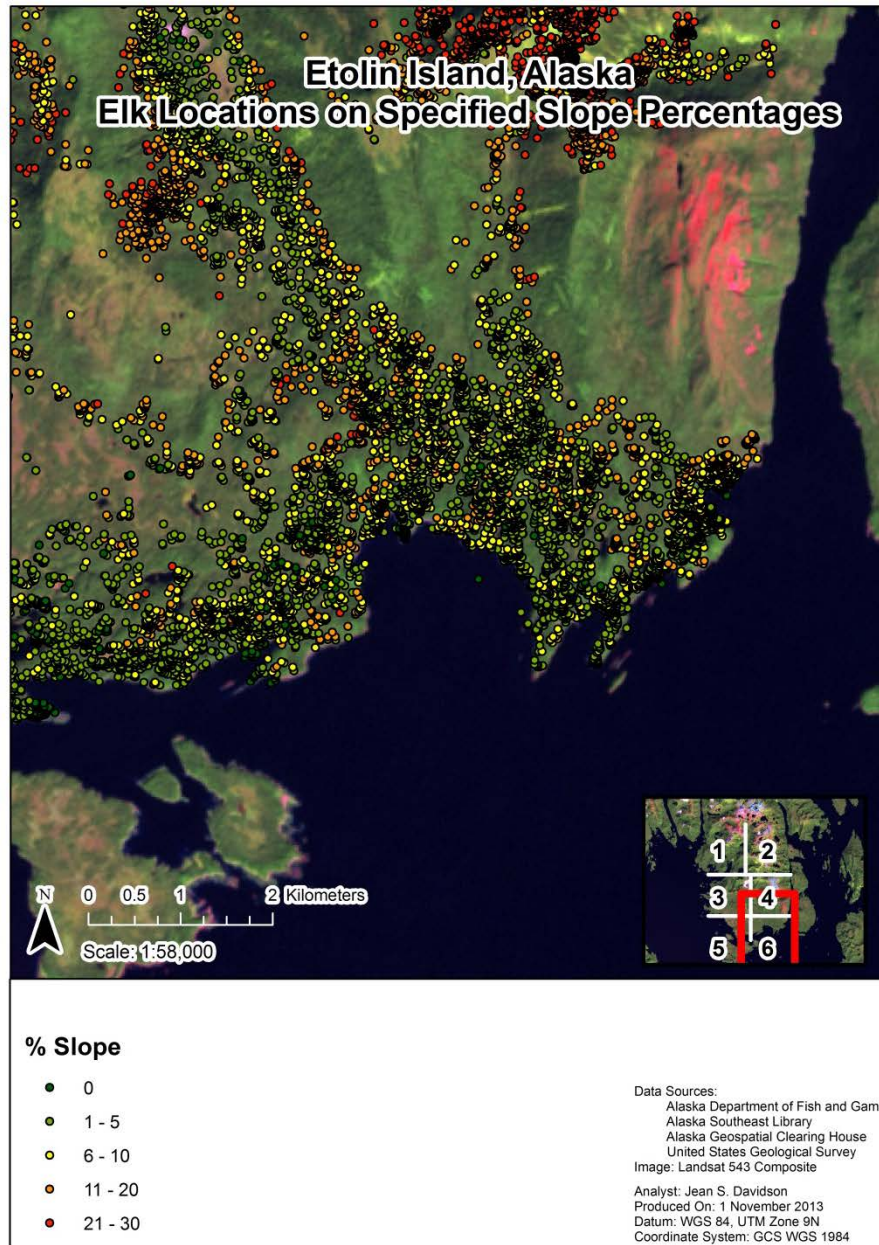 Etolin Island, Alaska
Elk Locations on Specified Slope Percentages
1
2
3
4
5
6
N
0 0.5 1 2 Kilometers
Scale: 1:58,000
% Slope
0
1 - 5
6 - 10
11 - 20
21 - 30
Data Sources:
Alaska Department of Fish and Gam
Alaska Southeast Library
Alaska Geospatial Clearing House
United States Geological Survey
Image: Landsat 543 Composite
Analyst: Jean S. Davidson
Produced On: 1 November 2013
Datum: WGS 84, UTM Zone 9N
Coordinate System: GCS WGS 1984